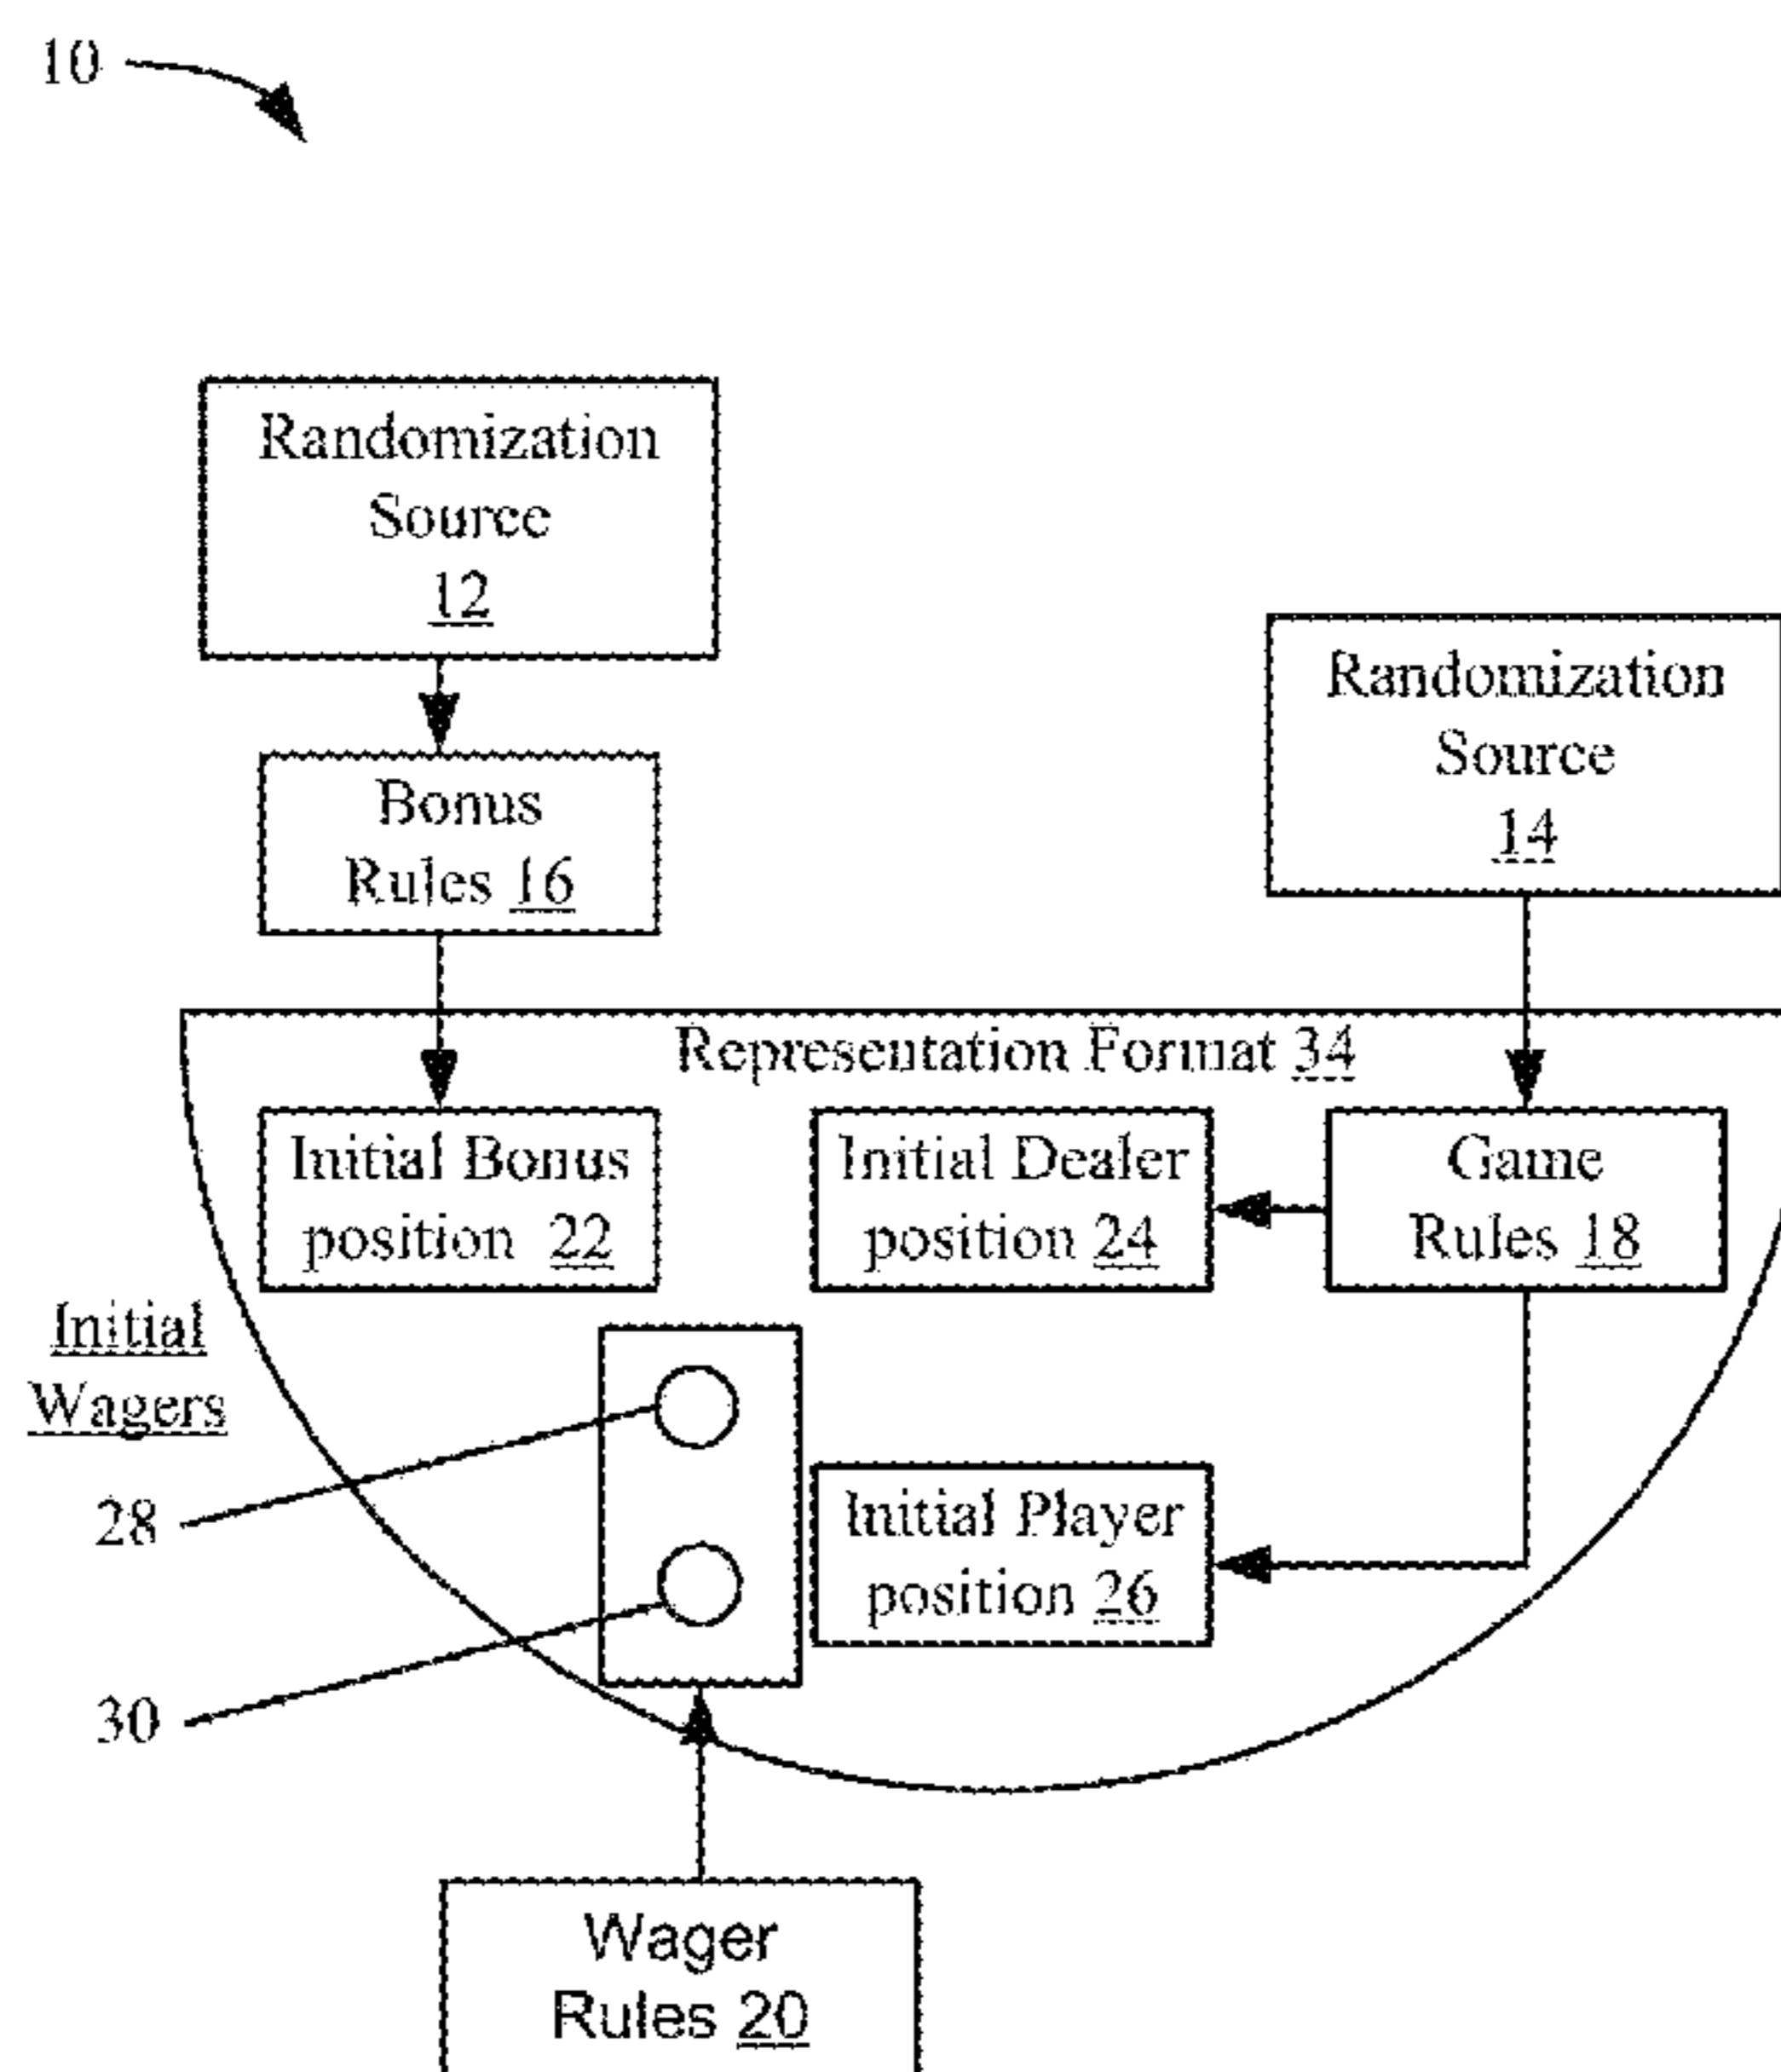 10
Randomization
Source
12
Randomization
Source
14
Bonus
Rules 16
Representation Format 34
Initial Bonus
position 22
Initial Dealer
position 24
Game
Rules 18
Initial
Wagers
28
Initial Player
position 26
30
Wager
Rules 20